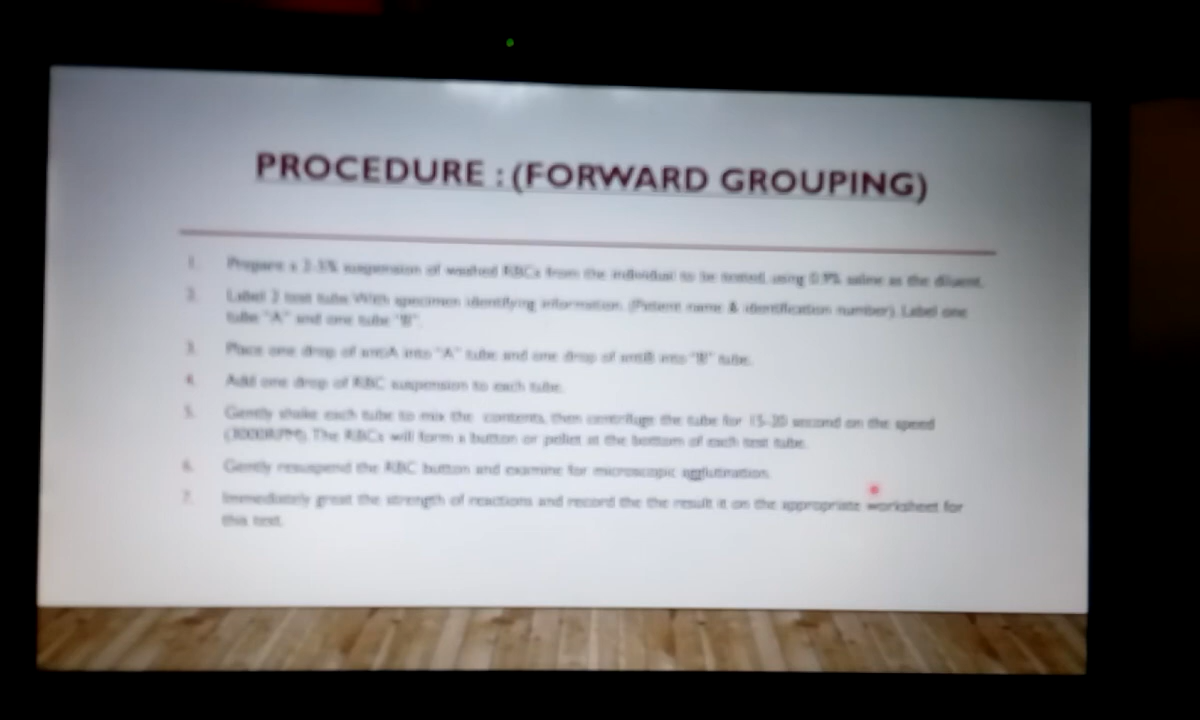 PROCEDURE : (FORWARD GROUPING)
1. Prepare a 2-5% suspension of washed RBCs from the individual to be tested, using 0.9% saline as the diluent.
2. Label 2 test tube With specimen identifying information. (Patient name & identification number). Label one
tube "A" and one tube "B".
3. Place one drop of antiA into "A" tube and one drop of antiB into "B" tube.
4. Add one drop of RBC suspension to each tube.
5. Gently shake each tube to mix the contents, then centrifuge the tube for 15-20 second on the speed
The RBCs will form a button or pellet at the bottom of each test tube.
6. Gently resuspend the RBC button and examine for microscopic agglutination.
7. Immediately great the strength of reactions and record the the result it on the appropriate worksheet for
this test.